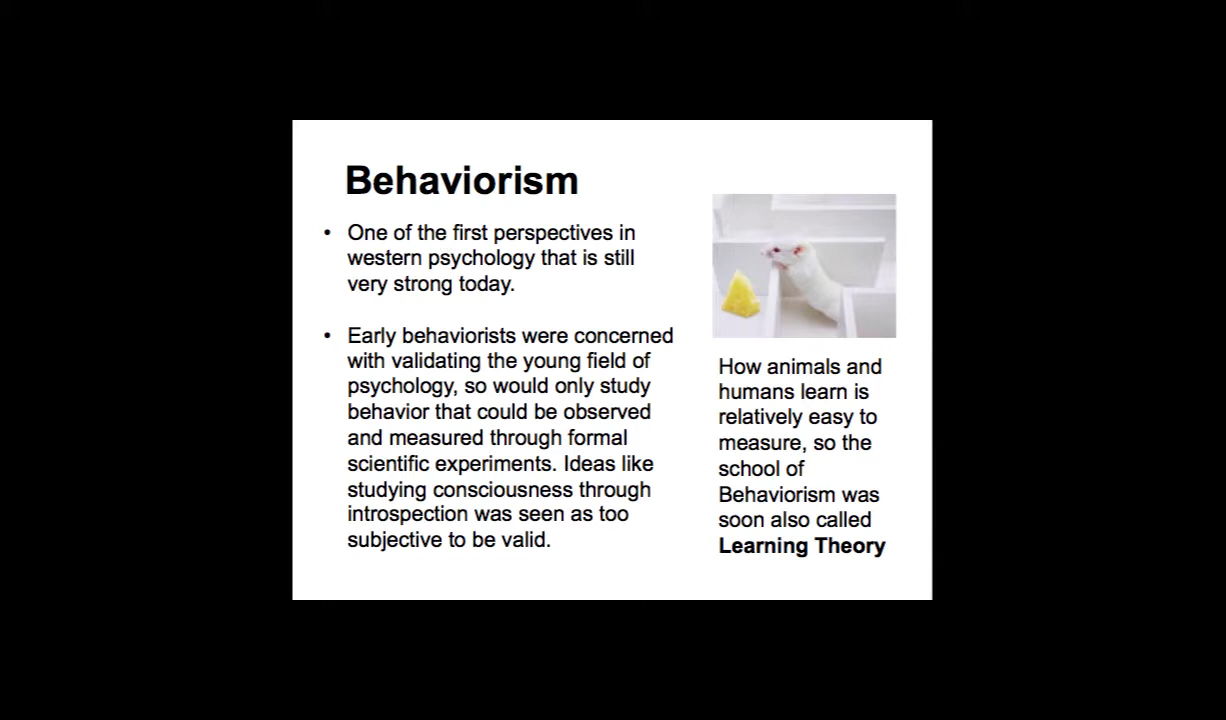 Behaviorism
• One of the first perspectives in
western psychology that is still
very strong today.
• Early behaviorists were concerned
with validating the young field of
psychology, so would only study
behavior that could be observed
and measured through formal
scientific experiments. Ideas like
studying consciousness through
introspection was seen as too
subjective to be valid.
How animals and
humans learn is
relatively easy to
measure, so the
school of
Behaviorism was
soon also called
Learning Theory